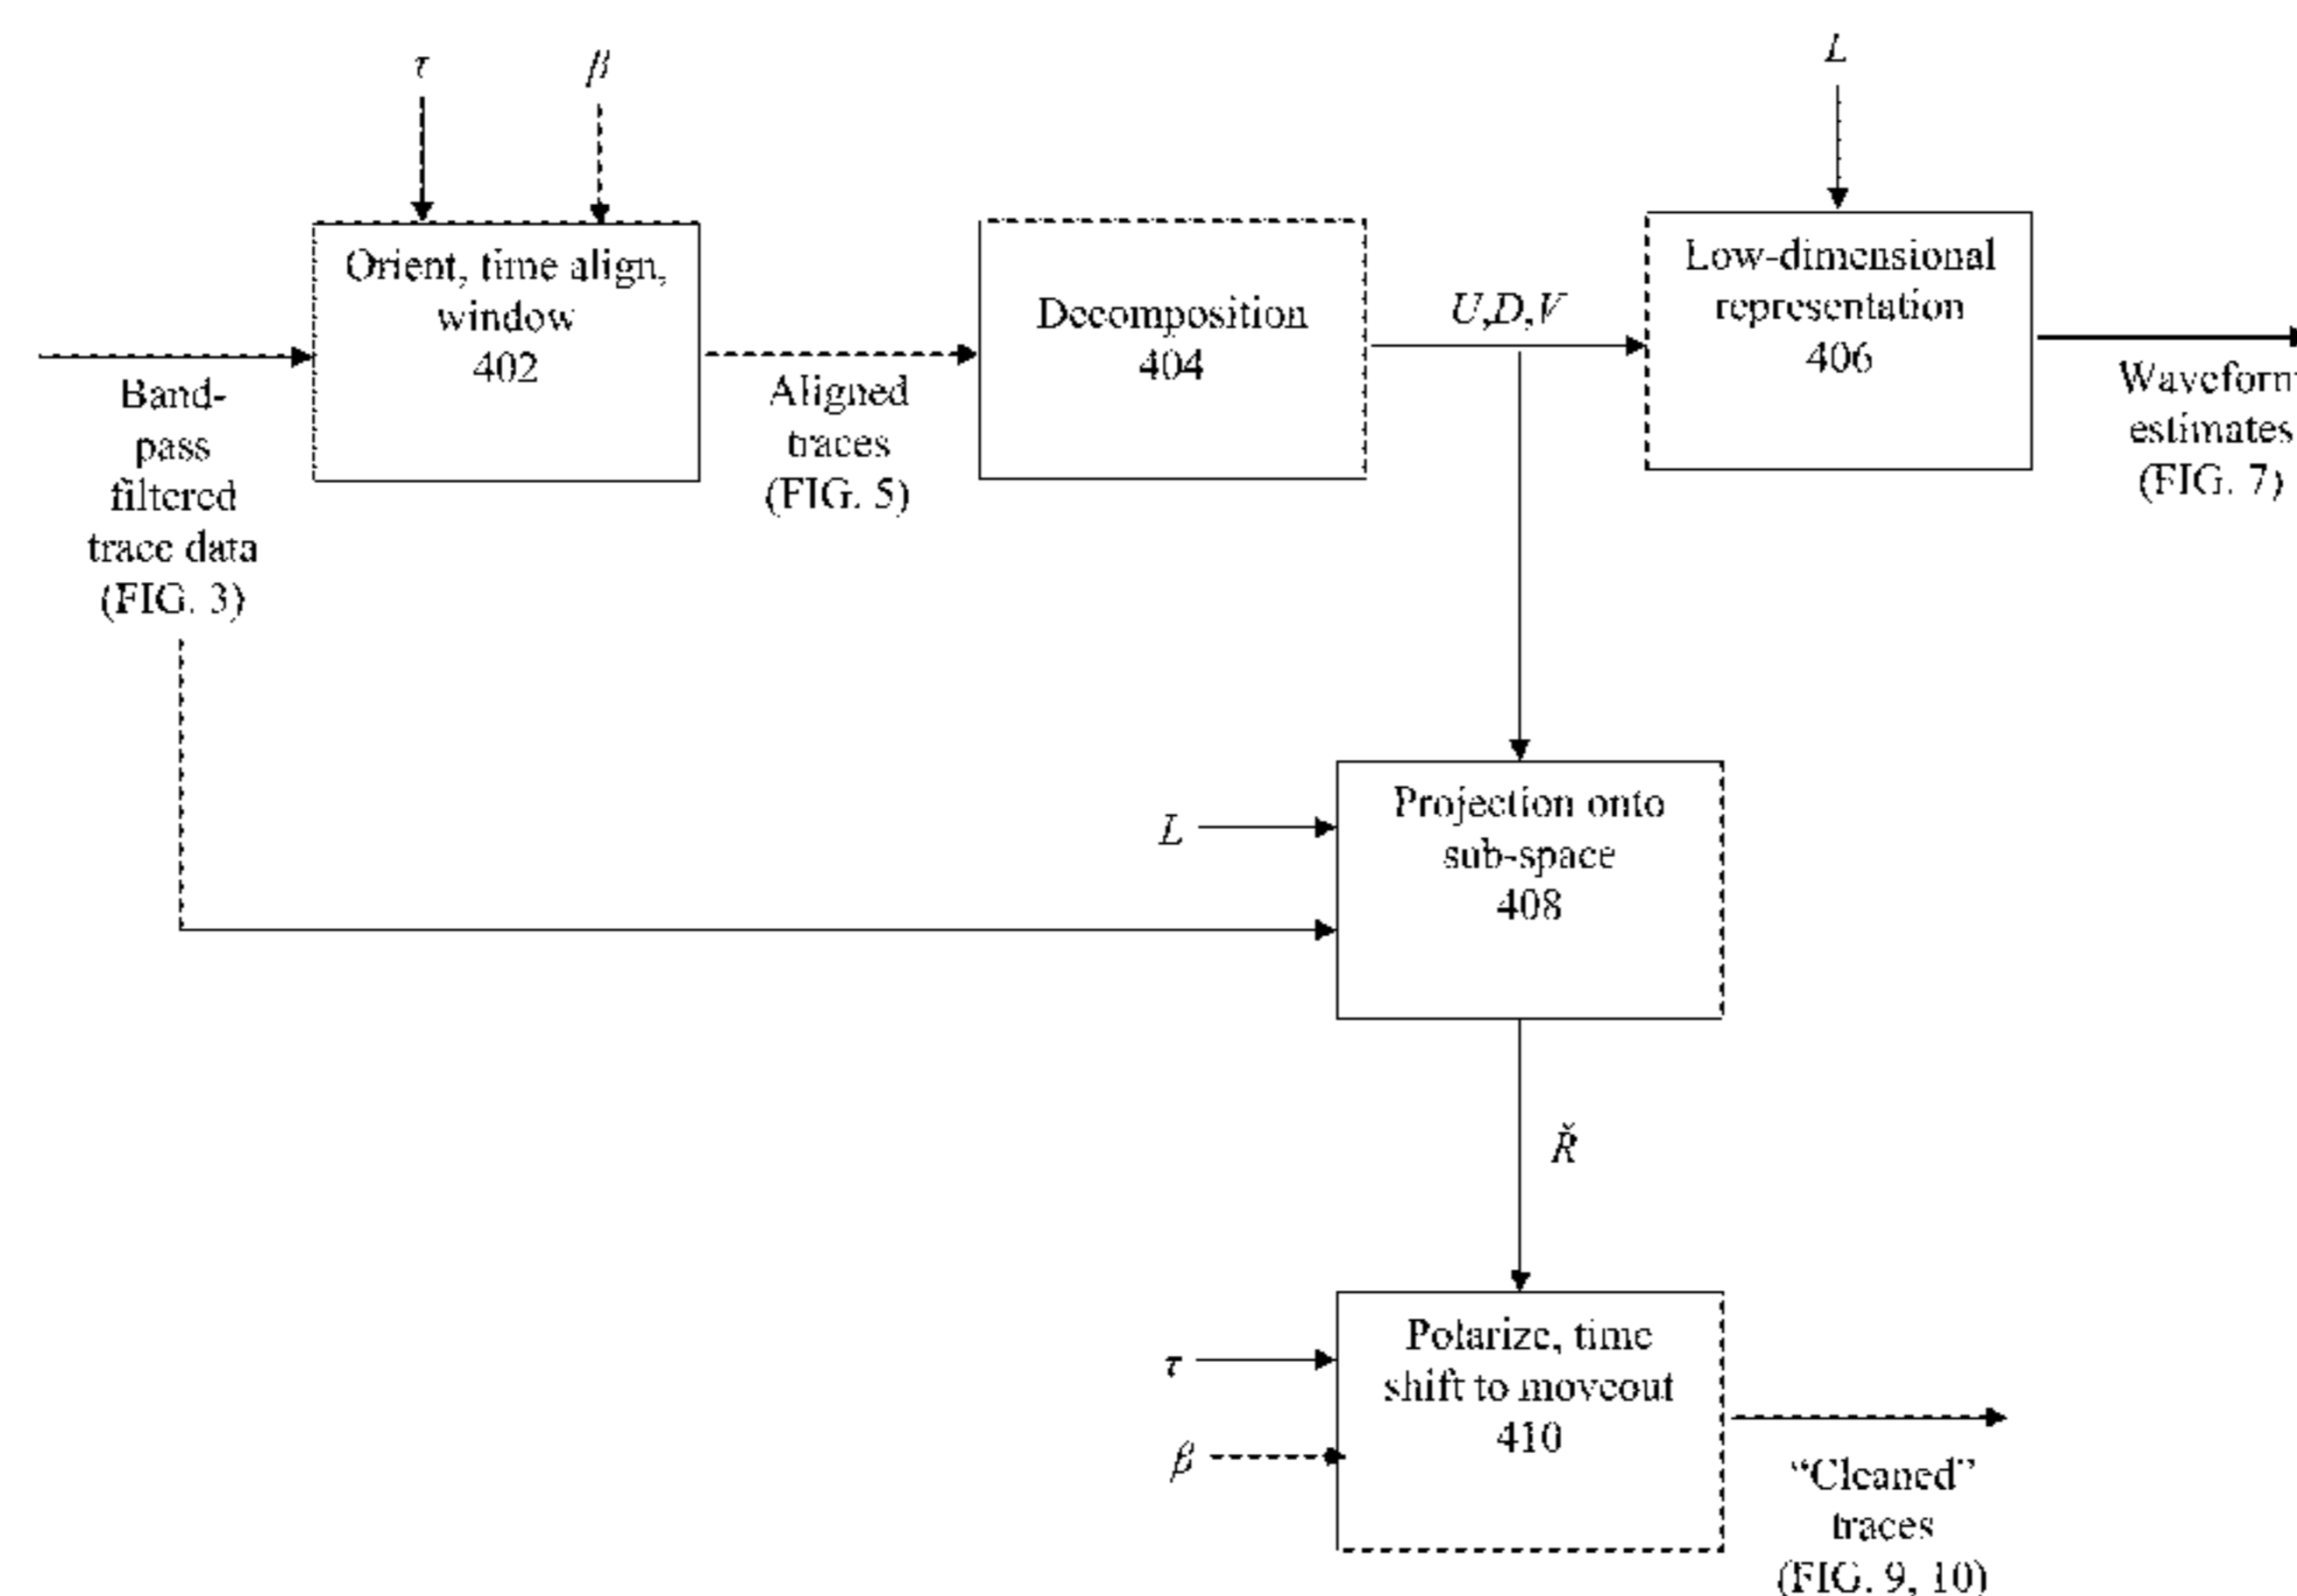 τ
β
L
Orient, time align,
window
402
Decomposition
404
U,D,V
Low-dimensional
representation
406
Band-
pass
filtered
trace data
(FIG. 3)
Aligned
traces
(FIG. 5)
Waveform
estimates
(FIG. 7)
L
Projection onto
sub-space
408
Ř
τ
β
Polarize, time
shift to moveout
410
“Cleaned”
traces
(FIG. 9, 10)